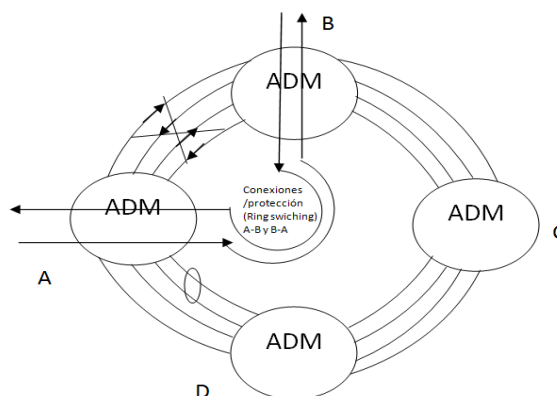 B
ADM
Conexiones
/protección
(Ring swiching)
A-B y B-A
ADM
ADM
C
A
ADM
D